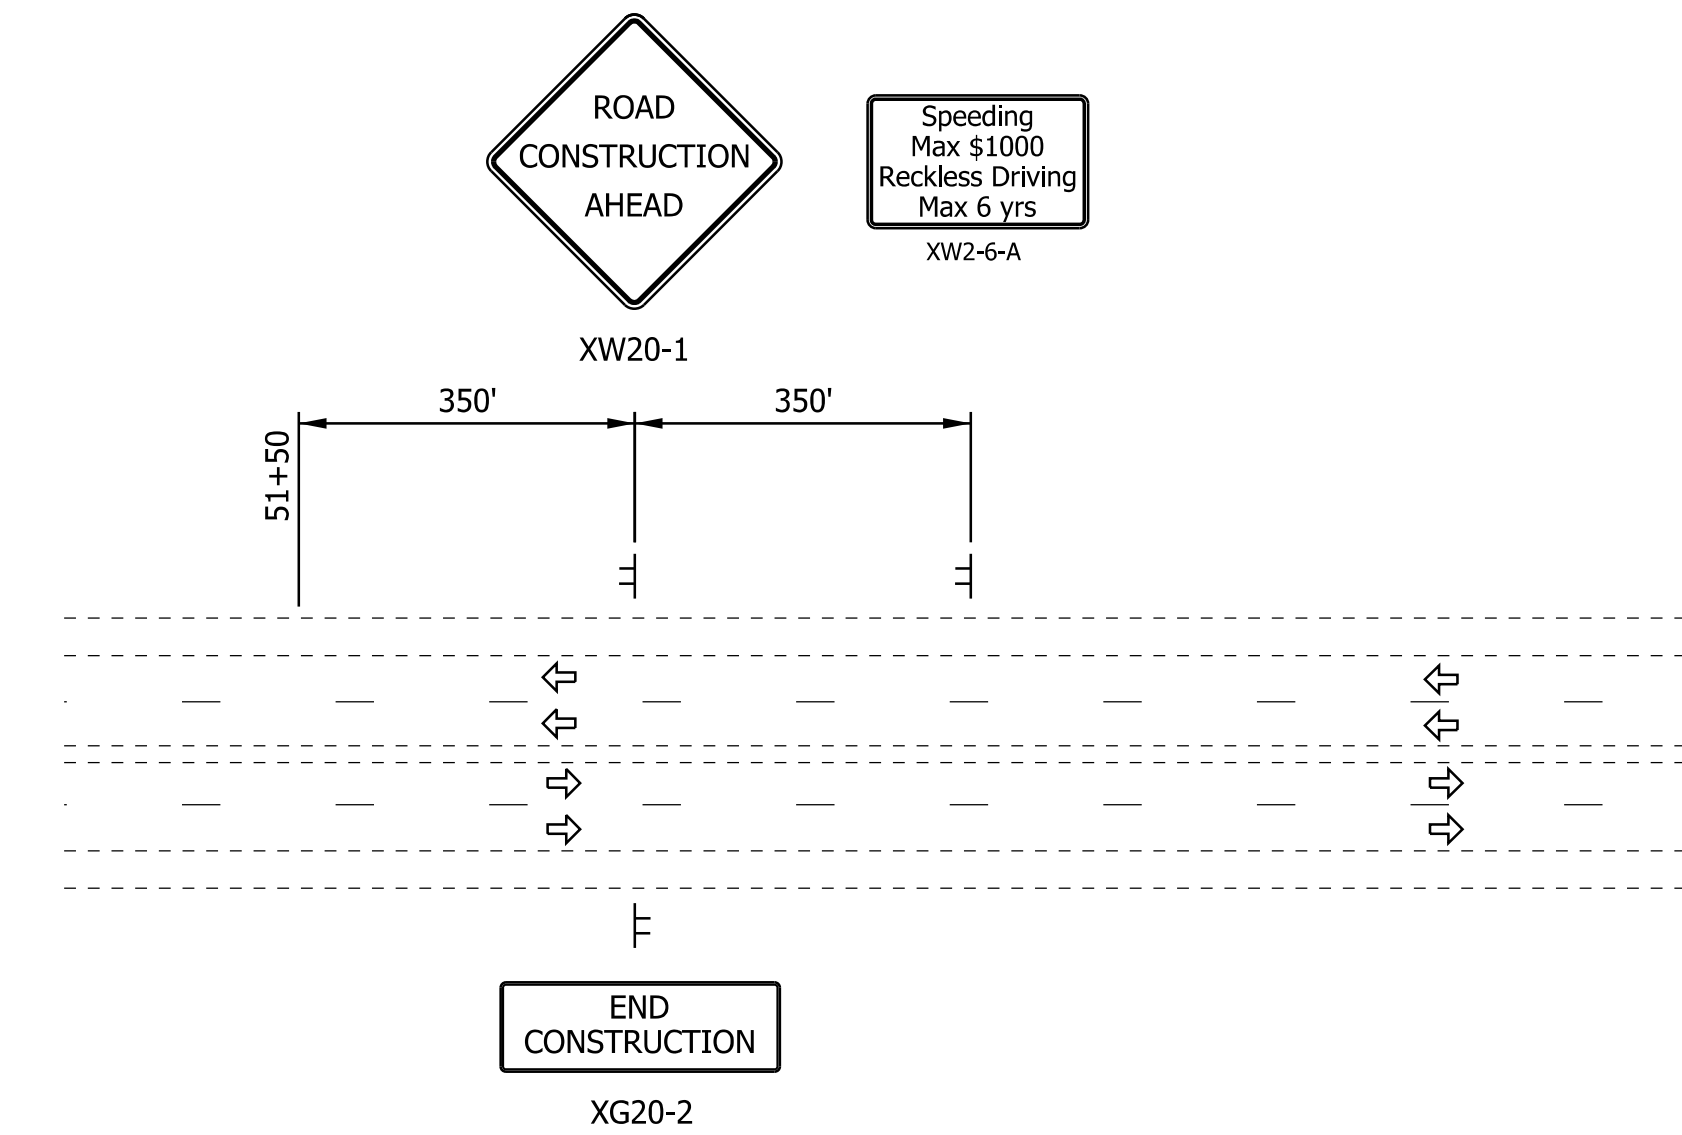 ROAD
CONSTRUCTION
AHEAD
XW20-1
Speeding
Max $1000
Reckless Driving
Max 6 yrs
XW2-6-A
350'
350'
51+50
END
CONSTRUCTION
XG20-2